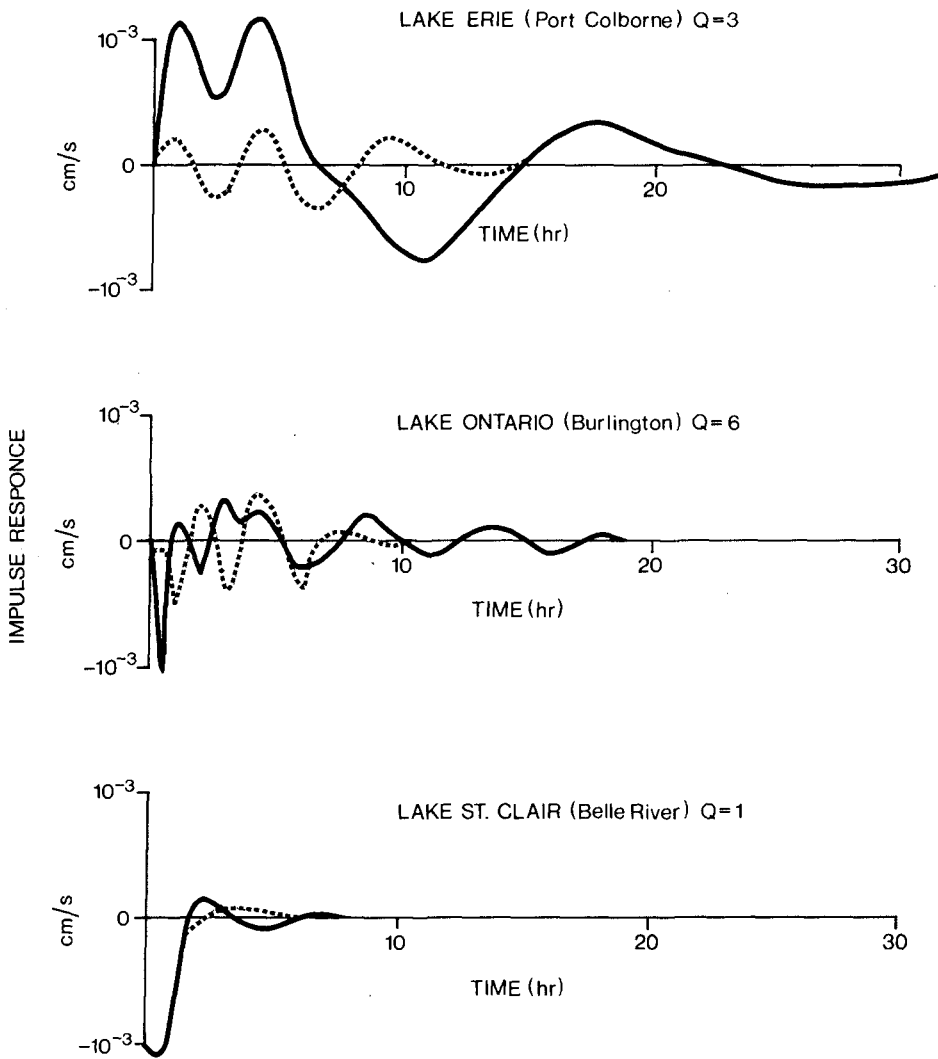 LAKE ERIE (Port Colborne) Q=3
10⁻³
cm/s
0
10
20
30
TIME (hr)
-10⁻³
IMPULSE RESPONCE
LAKE ONTARIO (Burlington) Q=6
10⁻³
cm/s
0
10
20
30
TIME (hr)
-10⁻³
LAKE ST. CLAIR (Belle River) Q=1
10⁻³
cm/s
0
10
20
30
TIME (hr)
-10⁻³